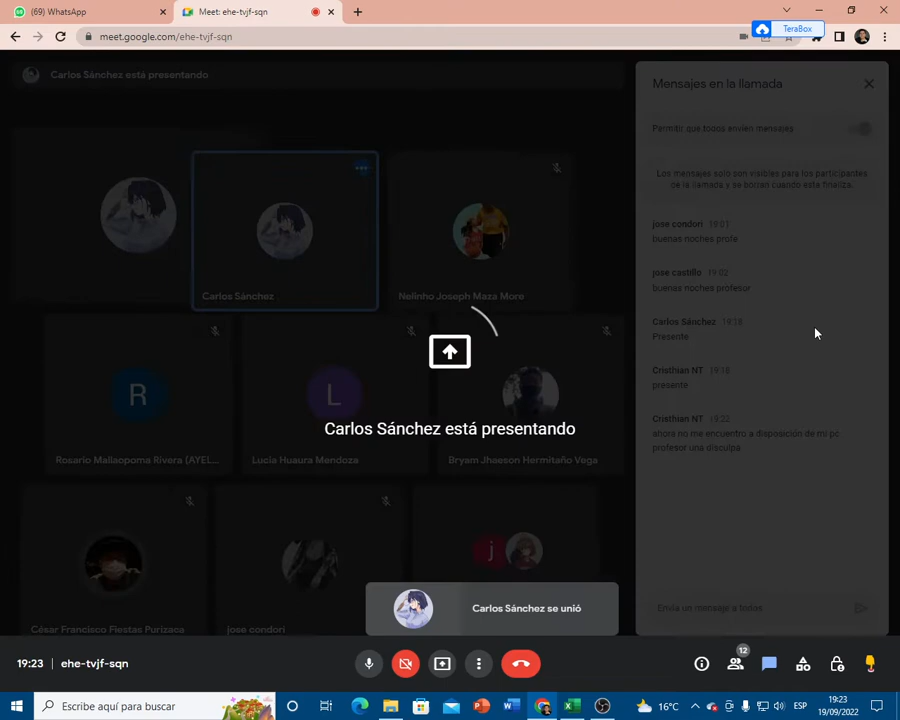 (69) WhatsApp
Meet: ehe-tvjf-sqn
meet.google.com/ehe-tvjf-sqn
TeraBox
Carlos Sánchez está presentando
Mensajes en la llamada
Permitir que todos envíen mensajes
Los mensajes solo son visibles para los participantes
de la llamada y se borran cuando esta finaliza.
jose condori 19:01
buenas noches profe
jose castillo 19:02
buenas noches profesor
Carlos Sánchez 19:18
Presente
Cristhian NT 19:18
presente
Cristhian NT 19:22
ahora no me encuentro a disposición de mi pc
profesor una disculpa
Envía un mensaje a todos
Carlos Sánchez
Nelinho Joseph Maza More
Carlos Sánchez está presentando
R
L
Rosario Maliaopoma Rivera (AYEL...
Lucia Huaura Mendoza
Bryam Jhaeson Hermitaño Vega
j
Carlos Sánchez se unió
César Francisco Fiestas Purizaca
jose condori
19:23 ehe-tvjf-sqn
12
Escribe aquí para buscar
16°C
ESP
19:23
19/09/2022